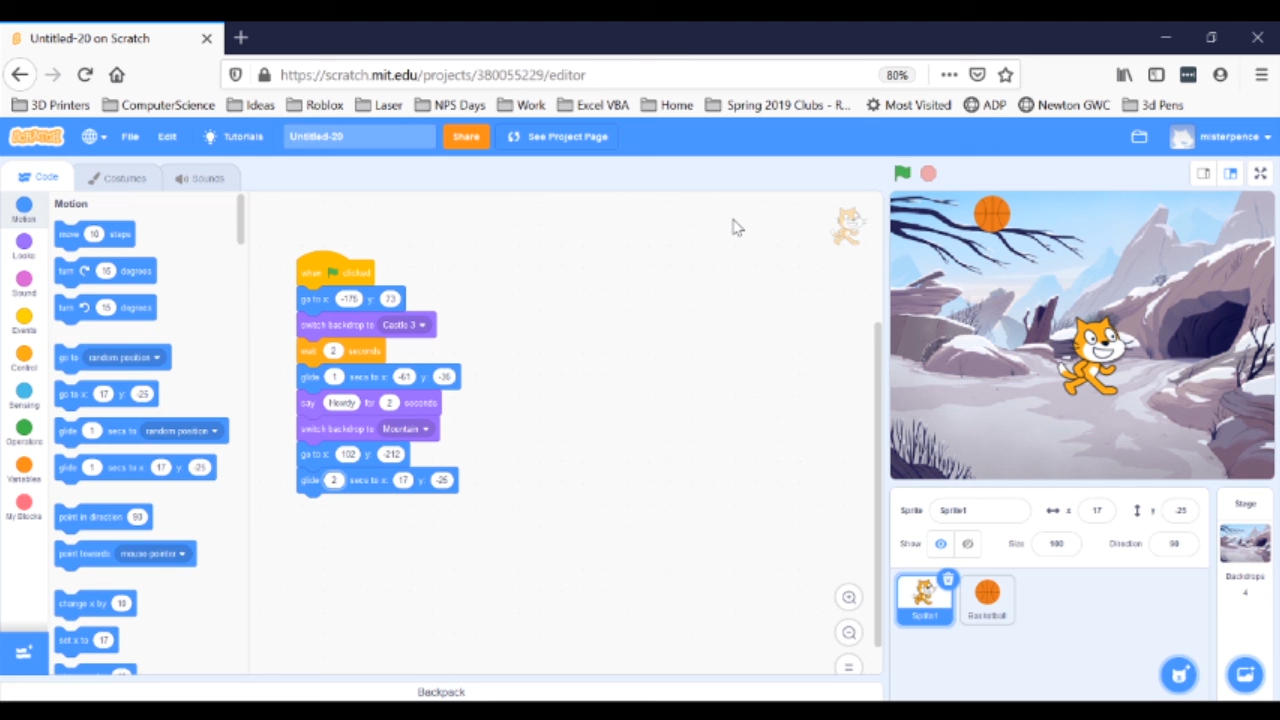 Untitled-20 on Scratch
https://scratch.mit.edu/projects/380055229/editor
80%
3D Printers ComputerScience Ideas Roblox Laser NPS Days Work Excel VBA Home Spring 2019 Clubs - R... Most Visited ADP Newton GWC 3d Pens
SCRATCH File Edit Tutorials Untitled-20 Share See Project Page misterpence
Code Costumes Sounds
Motion
Looks
Sound
Events
Control
Sensing
Operators
Variables
My Blocks
Motion
move 10 steps
turn 15 degrees
turn 15 degrees
go to random position
go to x: 17 y: -25
glide 1 secs to random position
glide 1 secs to x: 17 y: -25
point in direction 90
point towards mouse-pointer
change x by 10
set x to 17
when clicked
go to x: -175 y: 73
switch backdrop to Castle 3
wait 2 seconds
glide 1 secs to x: -61 y: -36
say Howdy for 2 seconds
switch backdrop to Mountain
go to x: 102 y: -212
glide 2 secs to x: 17 y: -25
Sprite Sprite1 x 17 y -25
Show Size 100 Direction 90
Sprite1 Basketball
Stage
Backdrops
4
Backpack